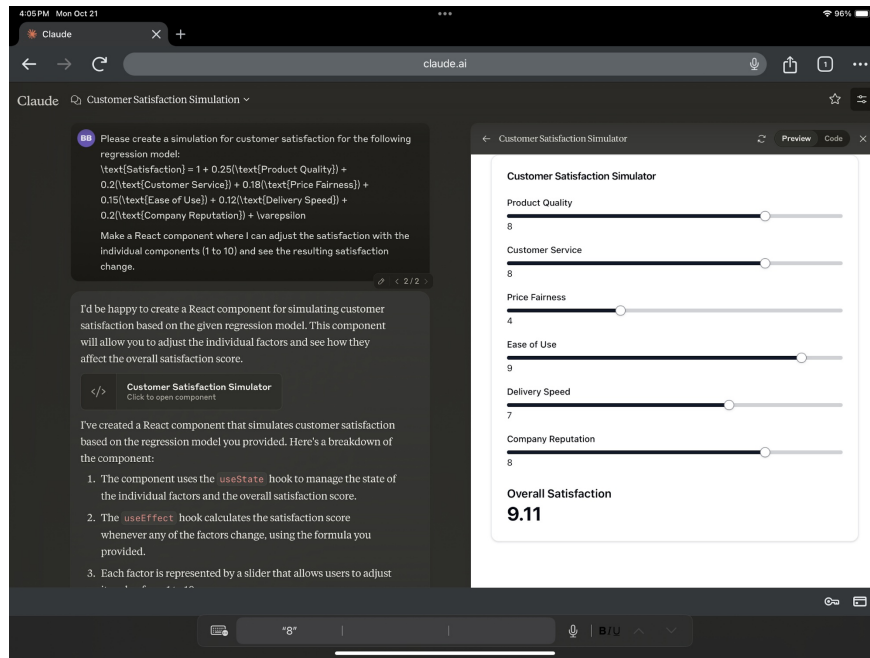 4:05 PM Mon Oct 21
96%
Claude
claude.ai
1
Claude
Customer Satisfaction Simulation
BB
Please create a simulation for customer satisfaction for the following
regression model:
\text{Satisfaction} = 1 + 0.25(\text{Product Quality}) +
0.2(\text{Customer Service}) + 0.18(\text{Price Fairness}) +
0.15(\text{Ease of Use}) + 0.12(\text{Delivery Speed}) +
0.2(\text{Company Reputation}) + \varepsilon
Make a React component where I can adjust the satisfaction with the
individual components (1 to 10) and see the resulting satisfaction
change.
< 2/2 >
I'd be happy to create a React component for simulating customer
satisfaction based on the given regression model. This component
will allow you to adjust the individual factors and see how they
affect the overall satisfaction score.
</>
Customer Satisfaction Simulator
Click to open component
I've created a React component that simulates customer satisfaction
based on the regression model you provided. Here's a breakdown of
the component:
1. The component uses the useState hook to manage the state of
the individual factors and the overall satisfaction score.
2. The useEffect hook calculates the satisfaction score
whenever any of the factors change, using the formula you
provided.
3. Each factor is represented by a slider that allows users to adjust
Customer Satisfaction Simulator
Preview
Code
Customer Satisfaction Simulator
Product Quality
8
Customer Service
8
Price Fairness
4
Ease of Use
9
Delivery Speed
7
Company Reputation
8
Overall Satisfaction
9.11
"8"
B I U